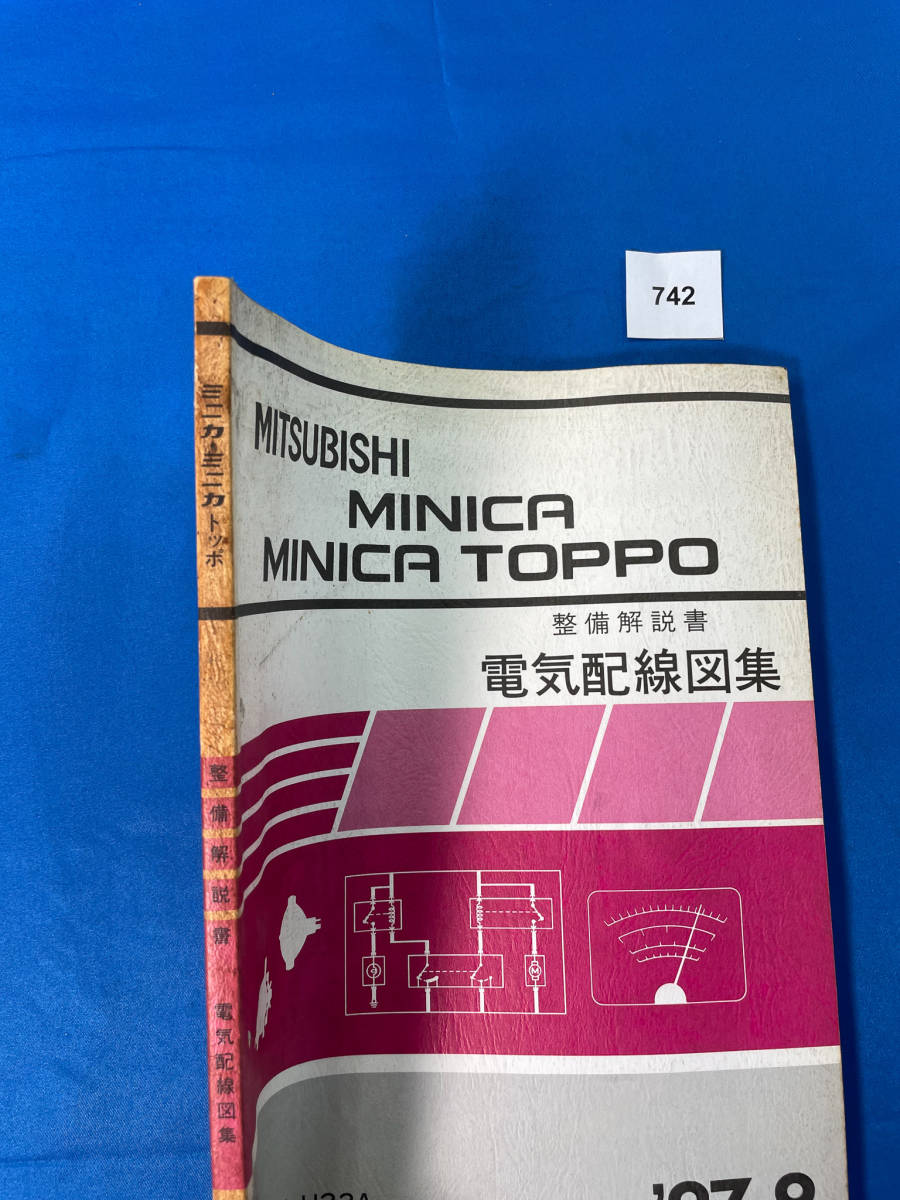 742
MITSUBISHI
MINICA
MINICA TOPPO
整備解説書
電気配線図集
M
ミニカ・ミニカトッポ
整備解説書
電気配線図集